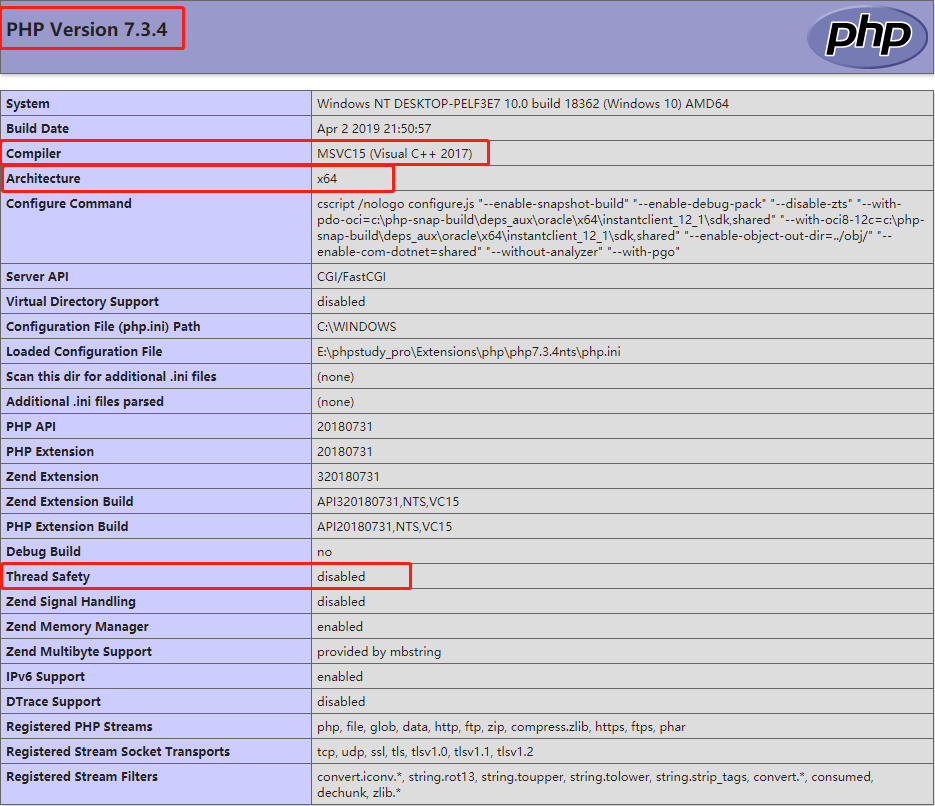 PHP Version 7.3.4
php
System Windows NT DESKTOP-PELF3E7 10.0 build 18362 (Windows 10) AMD64
Build Date Apr 2 2019 21:50:57
Compiler MSVC15 (Visual C++ 2017)
Architecture x64
Configure Command cscript /nologo configure.js "--enable-snapshot-build" "--enable-debug-pack" "--disable-zts" "--with-
pdo-oci=c:\php-snap-build\deps_aux\oracle\x64\instantclient_12_1\sdk,shared" "--with-oci8-12c=c:\php-
snap-build\deps_aux\oracle\x64\instantclient_12_1\sdk,shared" "--enable-object-out-dir=../obj/" "--
enable-com-dotnet=shared" "--without-analyzer" "--with-pgo"
Server API CGI/FastCGI
Virtual Directory Support disabled
Configuration File (php.ini) Path C:\WINDOWS
Loaded Configuration File E:\phpstudy_pro\Extensions\php\php7.3.4nts\php.ini
Scan this dir for additional .ini files (none)
Additional .ini files parsed (none)
PHP API 20180731
PHP Extension 20180731
Zend Extension 320180731
Zend Extension Build API320180731,NTS,VC15
PHP Extension Build API20180731,NTS,VC15
Debug Build no
Thread Safety disabled
Zend Signal Handling disabled
Zend Memory Manager enabled
Zend Multibyte Support provided by mbstring
IPv6 Support enabled
DTrace Support disabled
Registered PHP Streams php, file, glob, data, http, ftp, zip, compress.zlib, https, ftps, phar
Registered Stream Socket Transports tcp, udp, ssl, tls, tlsv1.0, tlsv1.1, tlsv1.2
Registered Stream Filters convert.iconv.*, string.rot13, string.toupper, string.tolower, string.strip_tags, convert.*, consumed,
dechunk, zlib.*